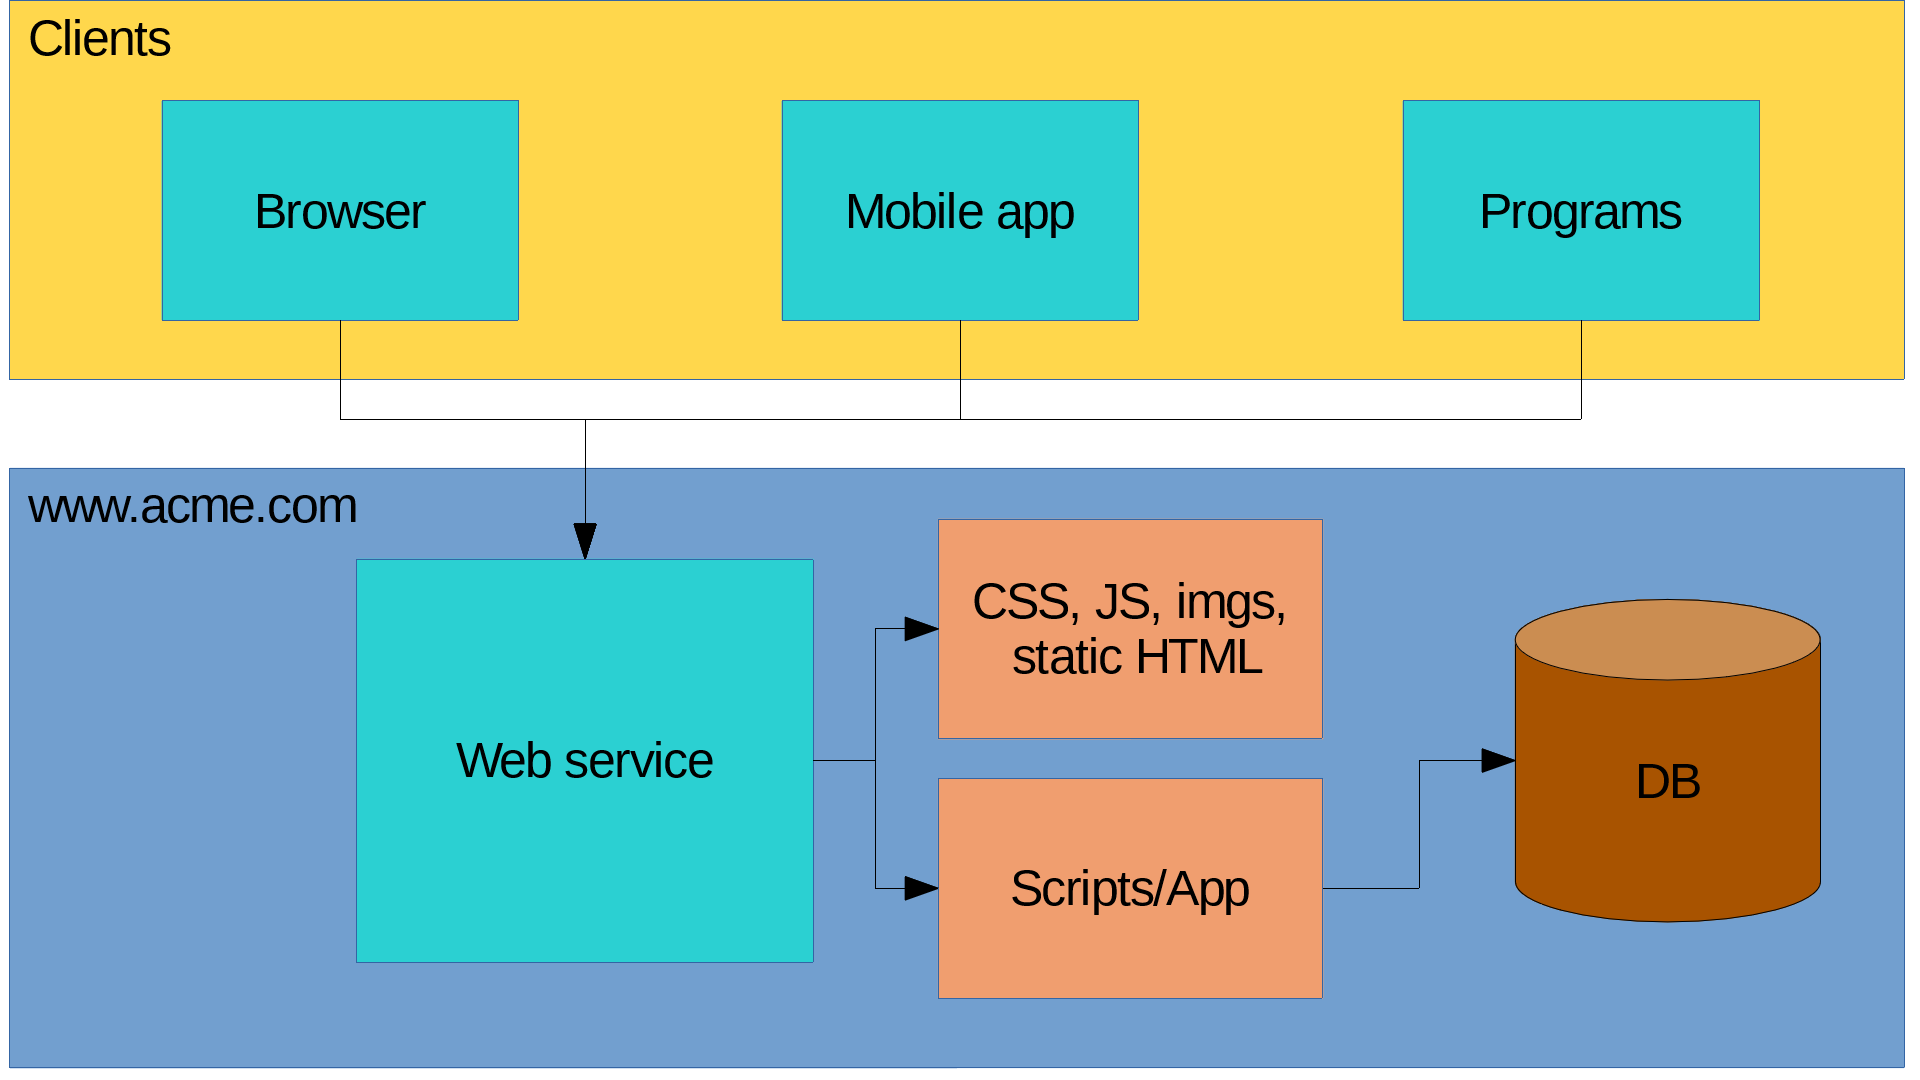 Clients
Browser
Mobile app
Programs
www.acme.com
CSS, JS, imgs,
static HTML
Web service
DB
Scripts/App